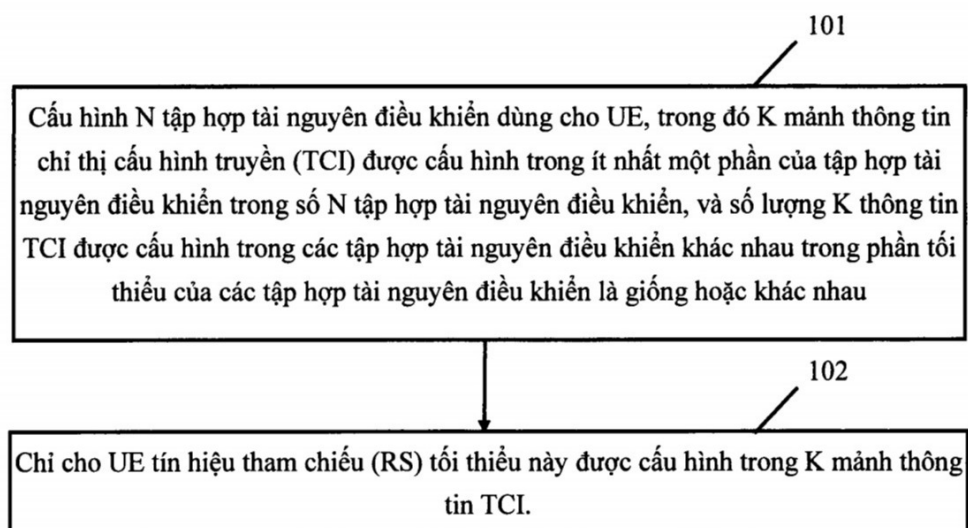 101
Cấu hình N tập hợp tài nguyên điều khiển dùng cho UE, trong đó K mảnh thông tin
chỉ thị cấu hình truyền (TCI) được cấu hình trong ít nhất một phần của tập hợp tài
nguyên điều khiển trong số N tập hợp tài nguyên điều khiển, và số lượng K thông tin
TCI được cấu hình trong các tập hợp tài nguyên điều khiển khác nhau trong phần tối
thiểu của các tập hợp tài nguyên điều khiển là giống hoặc khác nhau
102
Chỉ cho UE tín hiệu tham chiếu (RS) tối thiểu này được cấu hình trong K mảnh thông
tin TCI.